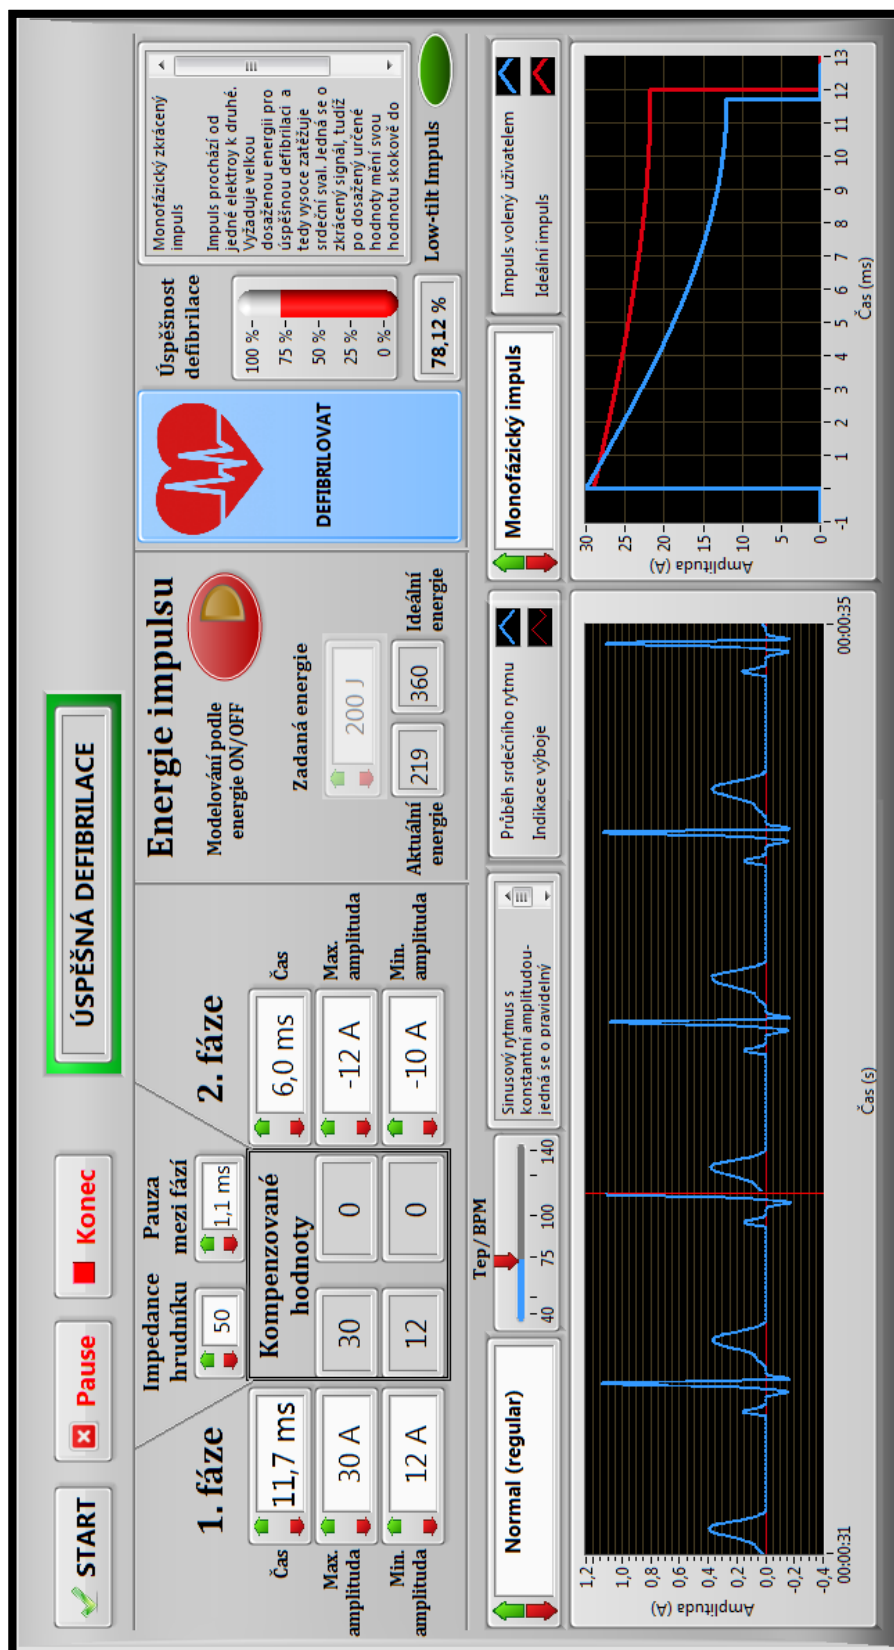 START
Pause
Konec
ÚSPĚŠNÁ DEFIBRILACE
1. fáze
Čas
11,7 ms
Max.
amplituda
30 A
Min.
amplituda
12 A
Impedance
hrudníku
50
Pauza
mezi fází
1,1 ms
Kompenzované
hodnoty
30
0
12
0
2. fáze
6,0 ms
Čas
-12 A
Max.
amplituda
-10 A
Min.
amplituda
Energie impulsu
Modelování podle
energie ON/OFF
Zadaná energie
200 J
Aktuální
energie
219
360
Ideální
energie
DEFIBRILOVAT
Úspěšnost
defibrilace
100 %
75 %
50 %
25 %
0 %
78,12 %
Monofázický zkrácený
impuls
Impuls prochází od
jedné elektroy k druhé.
Vyžaduje velkou
dosaženou energii pro
úspěšnou defibrilaci a
tedy vysoce zatěžuje
srdeční sval. Jedná se o
zkrácený signál, tudíž
po dosažený určené
hodnoty mění svou
hodnotu skokově do
Low-tilt Impuls
Normal (regular)
Tep/ BPM
40
75
100
140
Sinusový rytmus s
konstantní amplitudou-
Jedná se o pravidelný
Průběh srdečního rytmu
Indikace výboje
Monofázický impuls
Impuls volený uživatelem
Ideální impuls
Amplituda (A)
1,2
1,0
0,8
0,6
0,4
0,2
0,0
-0,2
-0,4
00:00:31
00:00:35
Čas (s)
Amplituda (A)
30
25
20
15
10
5
0
-1
1
2
3
4
5
6
7
8
9
10
11
12
13
Čas (ms)